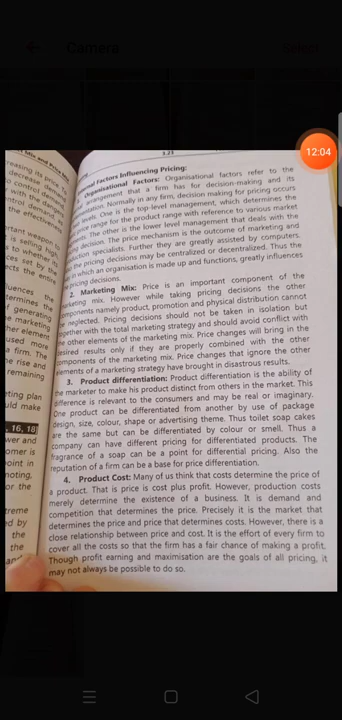 Camera
Select
12:04
1.21
Factors Influencing Pricing:
Organisational Factors: Organisational factors refer to the
arrangement that a firm has for decision-making and its
Normally in any firm, decision making for pricing occurs
levels. One is the top-level management, which determines the
price range for the product range with reference to various market
The other is the lower level management that deals with the
decision. The price mechanism is the outcome of marketing and
specialists. Further they are greatly assisted by computers.
the pricing decisions may be centralized or decentralized. Thus the
in which an organisation is made up and functions, greatly influences
pricing decisions.
2. Marketing Mix: Price is an important component of the
marketing mix. However while taking pricing decisions the other
components namely product, promotion and physical distribution cannot
be neglected. Pricing decisions should not be taken in isolation but
together with the total marketing strategy and should avoid conflict with
the other elements of the marketing mix. Price changes will bring in the
desired results only if they are properly combined with the other
components of the marketing mix. Price changes that ignore the other
elements of a marketing strategy have brought in disastrous results.
3. Product differentiation: Product differentiation is the ability of
the marketer to make his product distinct from others in the market. This
difference is relevant to the consumers and may be real or imaginary.
One product can be differentiated from another by use of package
design, size, colour, shape or advertising theme. Thus toilet soap cakes
are the same but can be differentiated by colour or smell. Thus a
company can have different pricing for differentiated products. The
fragrance of a soap can be a point for differential pricing. Also the
reputation of a firm can be a base for price differentiation.
4. Product Cost: Many of us think that costs determine the price of
a product. That is price is cost plus profit. However, production costs
merely determine the existence of a business. It is demand and
competition that determines the price. Precisely it is the market that
determines the price and price that determines costs. However, there is a
close relationship between price and cost. It is the effort of every firm to
cover all the costs so that the firm has a fair chance of making a profit.
Though profit earning and maximisation are the goals of all pricing, it
may not always be possible to do so.